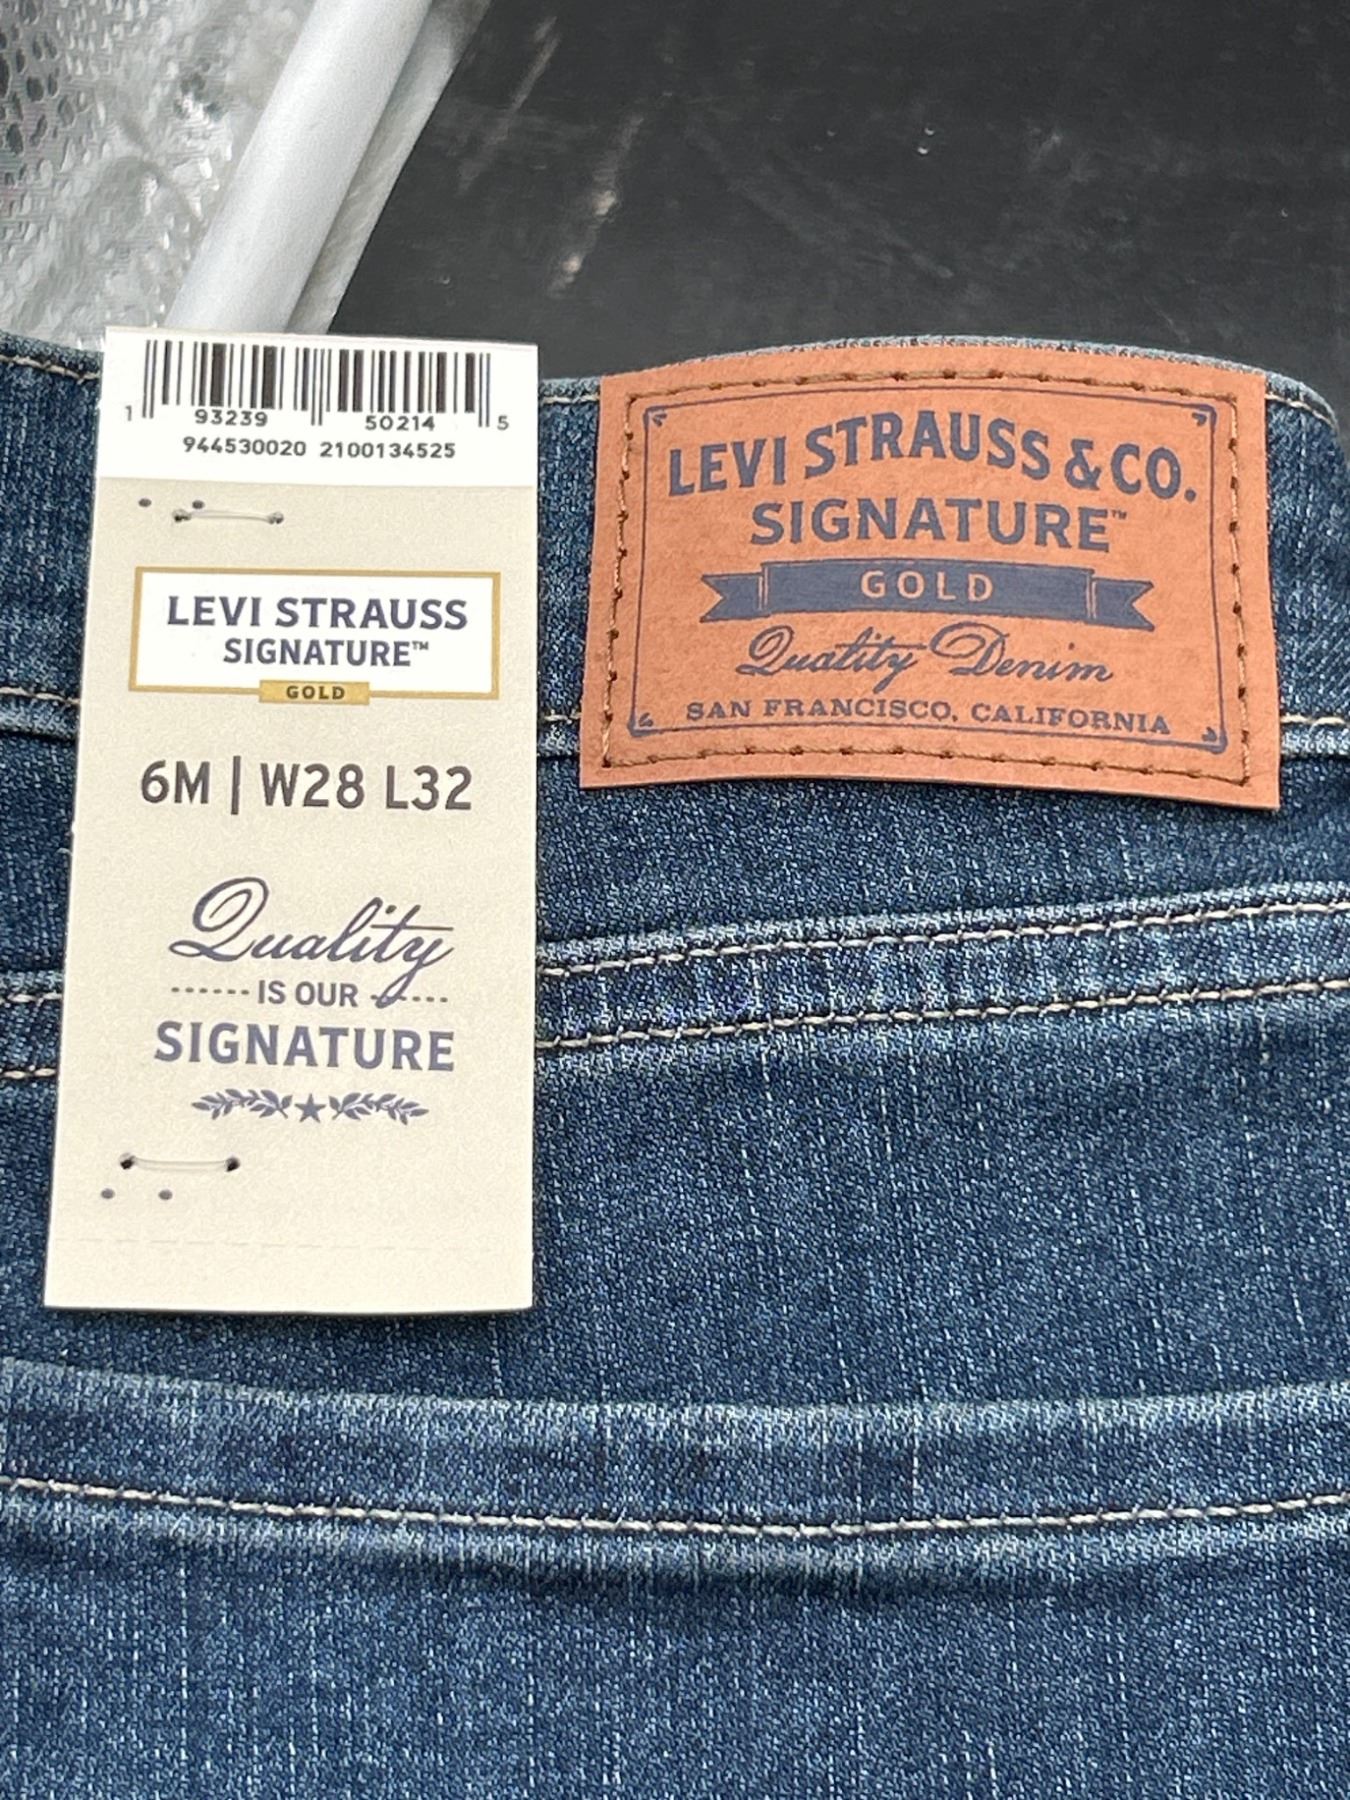 1 93239 50214 5
944530020 2100134525
LEVI STRAUSS
SIGNATURE™
GOLD
6M | W28 L32
Quality
IS OUR
SIGNATURE
LEVI STRAUSS & CO.
SIGNATURE™
GOLD
Quality Denim
SAN FRANCISCO, CALIFORNIA